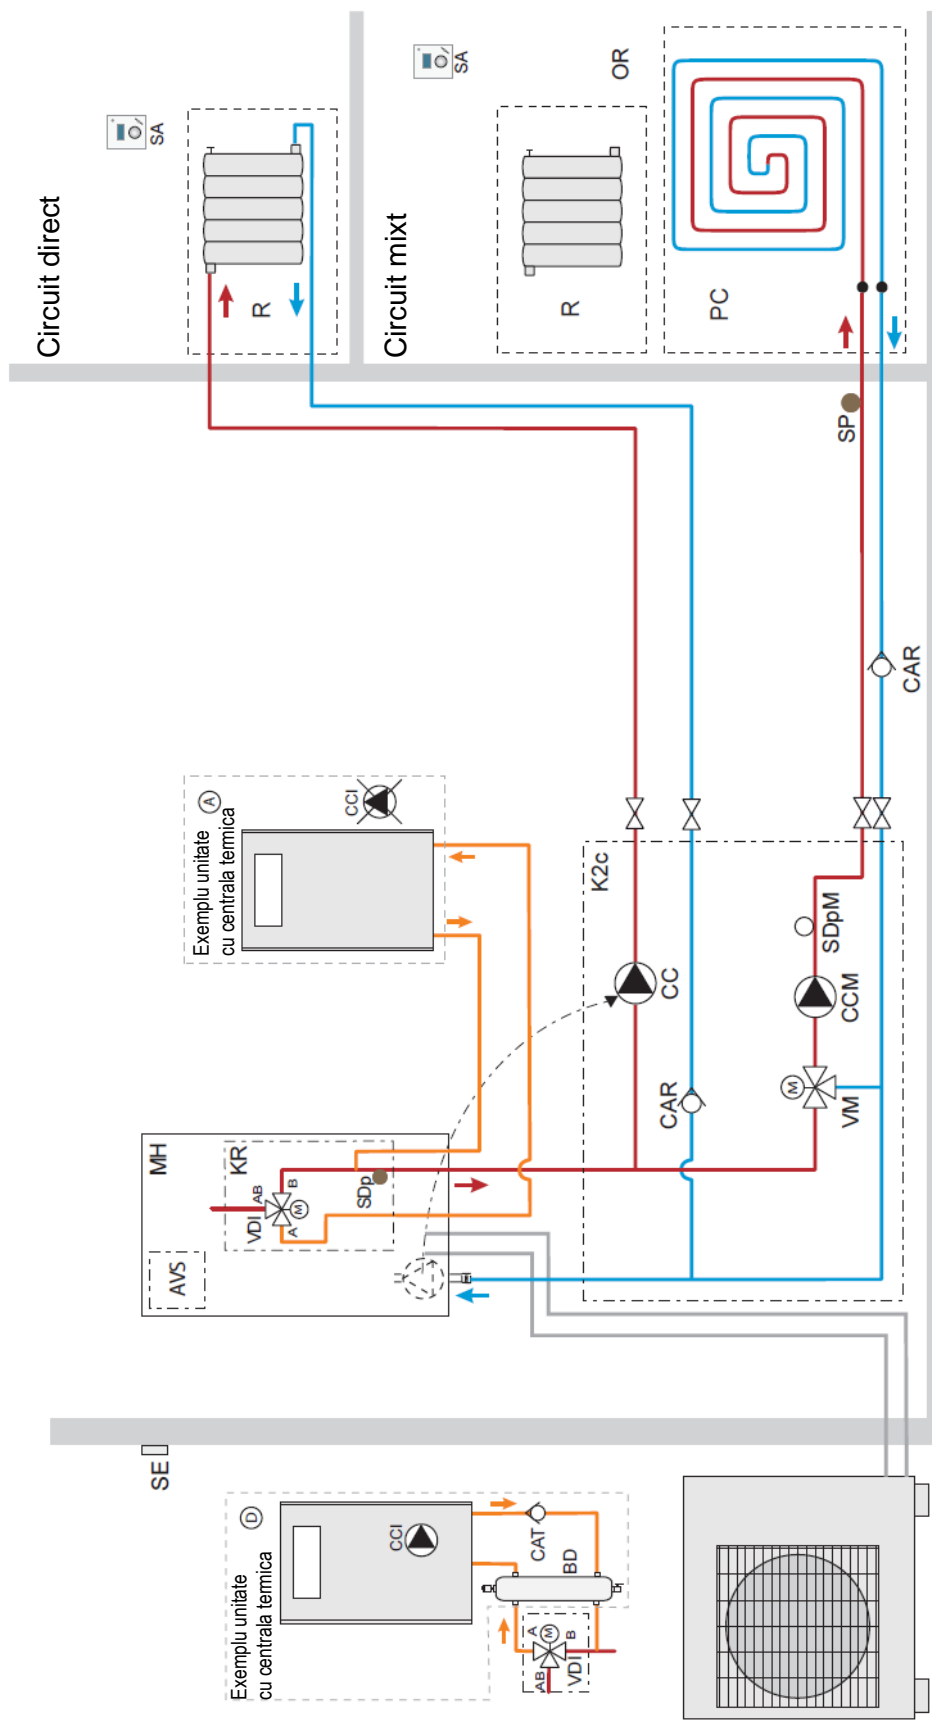 Circuit direct
SA
R
Circuit mixt
SA
OR
R
PC
SP
CAR
Exemplu unitate
cu centrala termica
A
CCI
K2c
CC
SDpM
CCM
CAR
M
VM
MH
KR
AVS
VDI
AB
B
A
M
SDp
SE
Exemplu unitate
cu centrala termica
D
CCI
CAT
BD
A
M
B
AB
VDI